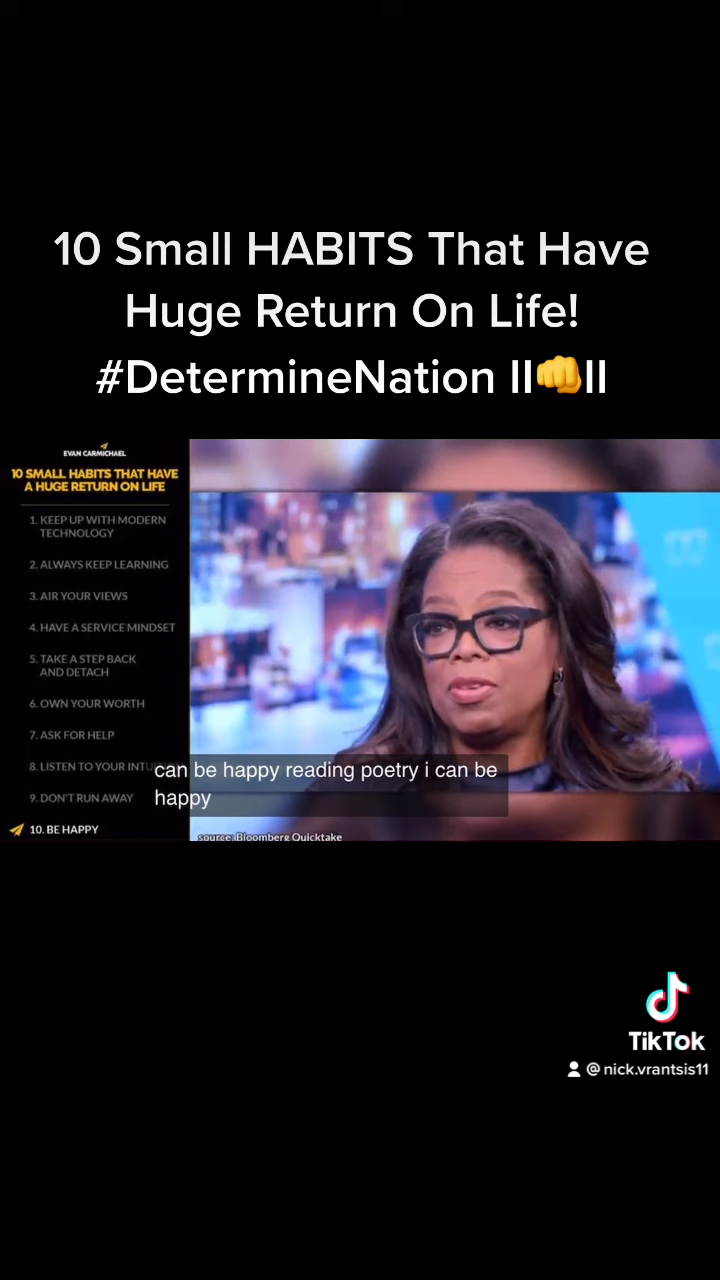 10 Small HABITS That Have
Huge Return On Life!
#DetermineNation II👊II
EVAN CARMICHAEL
10 SMALL HABITS THAT HAVE
A HUGE RETURN ON LIFE
1. KEEP UP WITH MODERN
TECHNOLOGY
2. ALWAYS KEEP LEARNING
3. AIR YOUR VIEWS
4. HAVE A SERVICE MINDSET
5. TAKE A STEP BACK
AND DETACH
6. OWN YOUR WORTH
7. ASK FOR HELP
8. LISTEN TO YOUR INTUITION
9. DON'T RUN AWAY
10. BE HAPPY
can be happy reading poetry i can be
happy
source: Bloomberg Quicktake
TikTok
@nick.vrantsis11